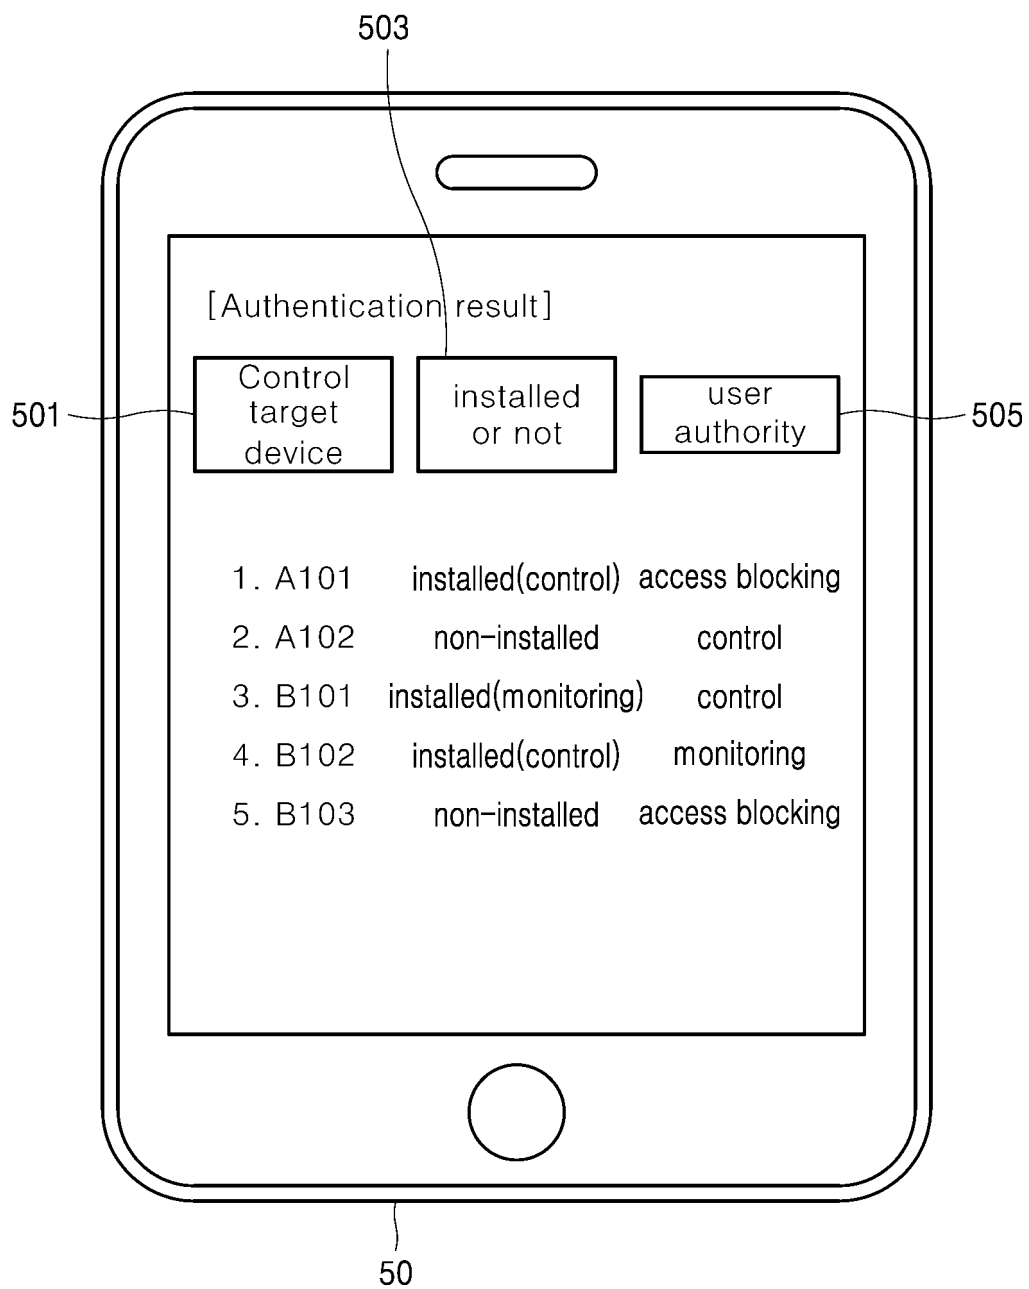 503
[Authentication result]
Control
target
device
installed
or not
user
authority
501
505
1. A101 installed(control) access blocking
2. A102 non-installed control
3. B101 installed(monitoring) control
4. B102 installed(control) monitoring
5. B103 non-installed access blocking
50